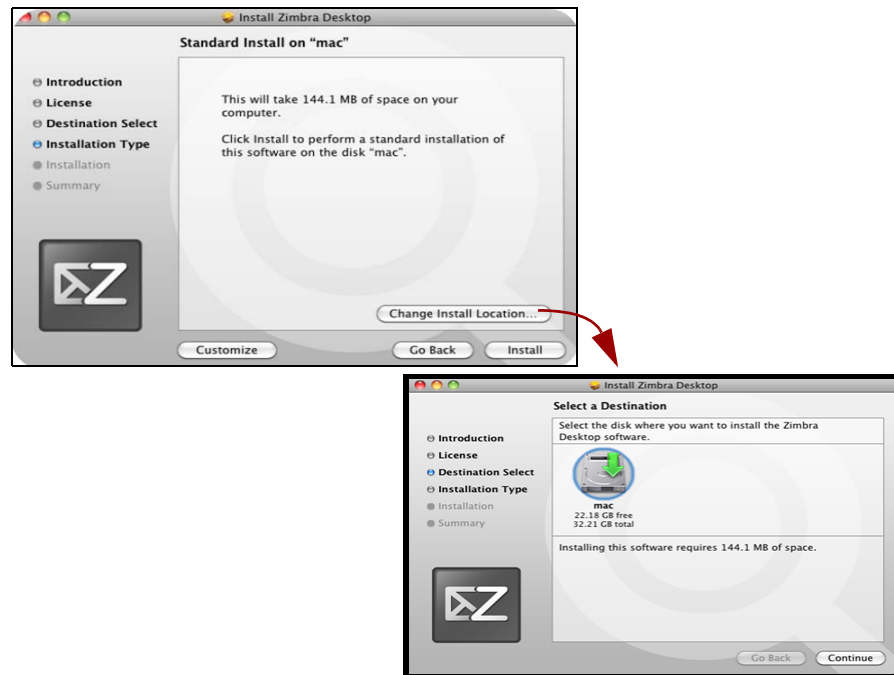 Install Zimbra Desktop
Standard Install on “mac”
Introduction
License
Destination Select
Installation Type
Installation
Summary
This will take 144.1 MB of space on your
computer.
Click Install to perform a standard installation of
this software on the disk “mac”.
Change Install Location...
Customize
Go Back
Install
Install Zimbra Desktop
Select a Destination
Introduction
License
Destination Select
Installation Type
Installation
Summary
Select the disk where you want to install the Zimbra
Desktop software.
mac
22.18 GB free
32.21 GB total
Installing this software requires 144.1 MB of space.
Go Back
Continue